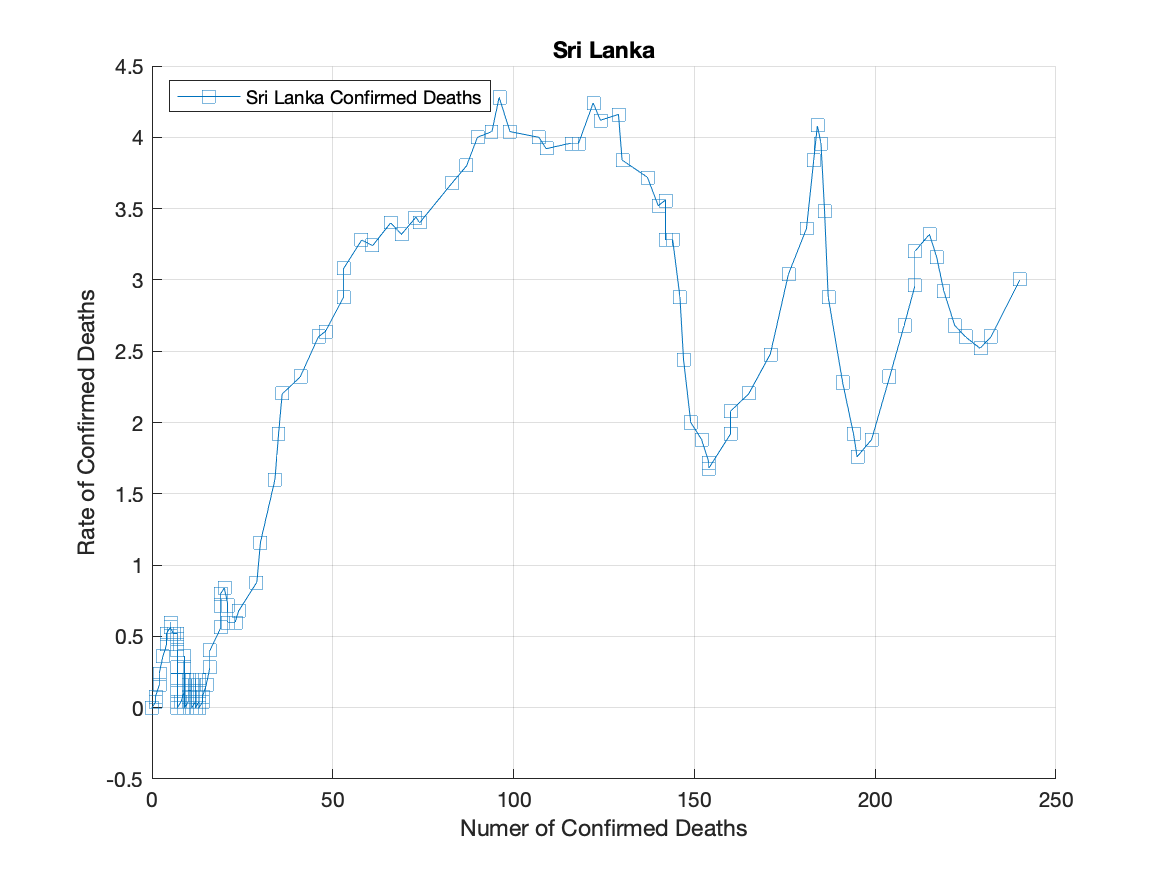 Sri Lanka
Sri Lanka Confirmed Deaths
4.5
4
3.5
3
2.5
2
1.5
1
0.5
0
-0.5
Rate of Confirmed Deaths
0 50 100 150 200 250
Numer of Confirmed Deaths